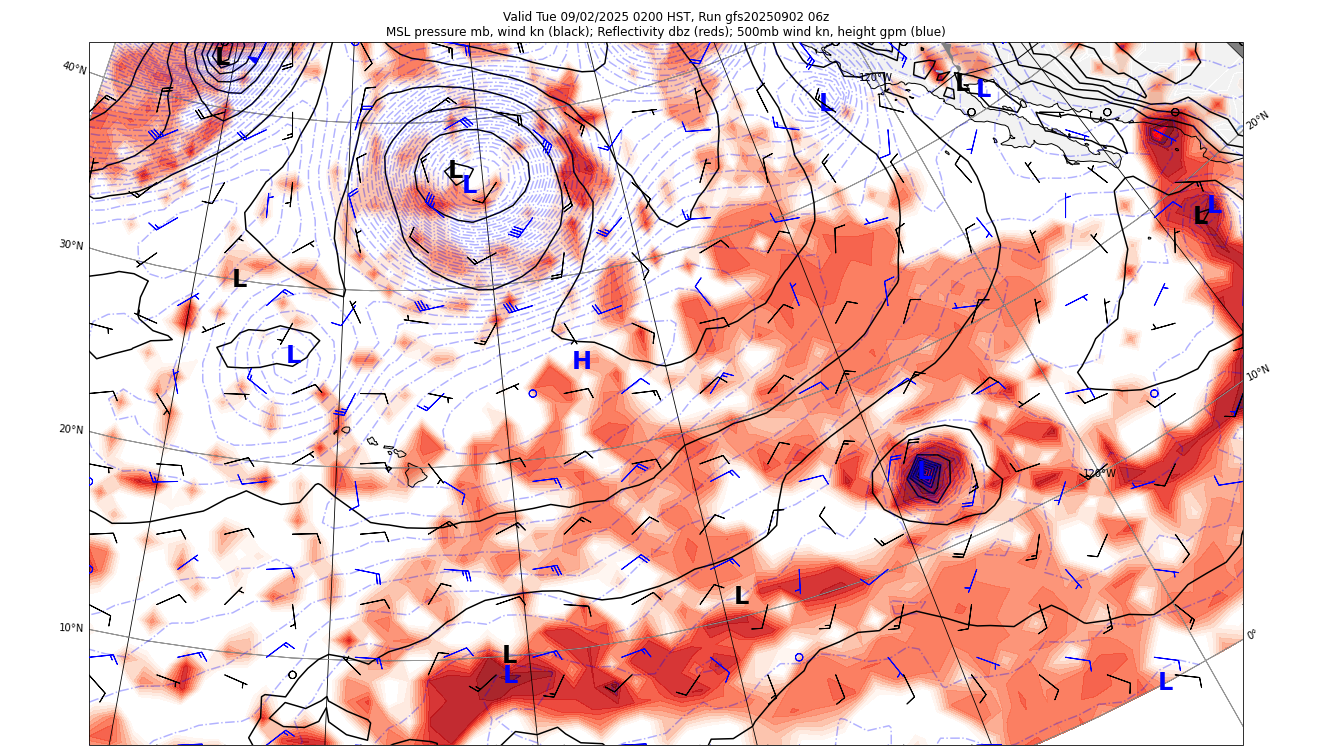 Valid Tue 09/02/2025 0200 HST, Run gfs20250902 06z
MSL pressure mb, wind kn (black); Reflectivity dbz (reds); 500mb wind kn, height gpm (blue)
L
40°N
120°W
L
L
L
20°N
L
L
L
L
30°N
L
L
H
10°N
20°N
L
120°W
L
10°N
0°
L
L
L